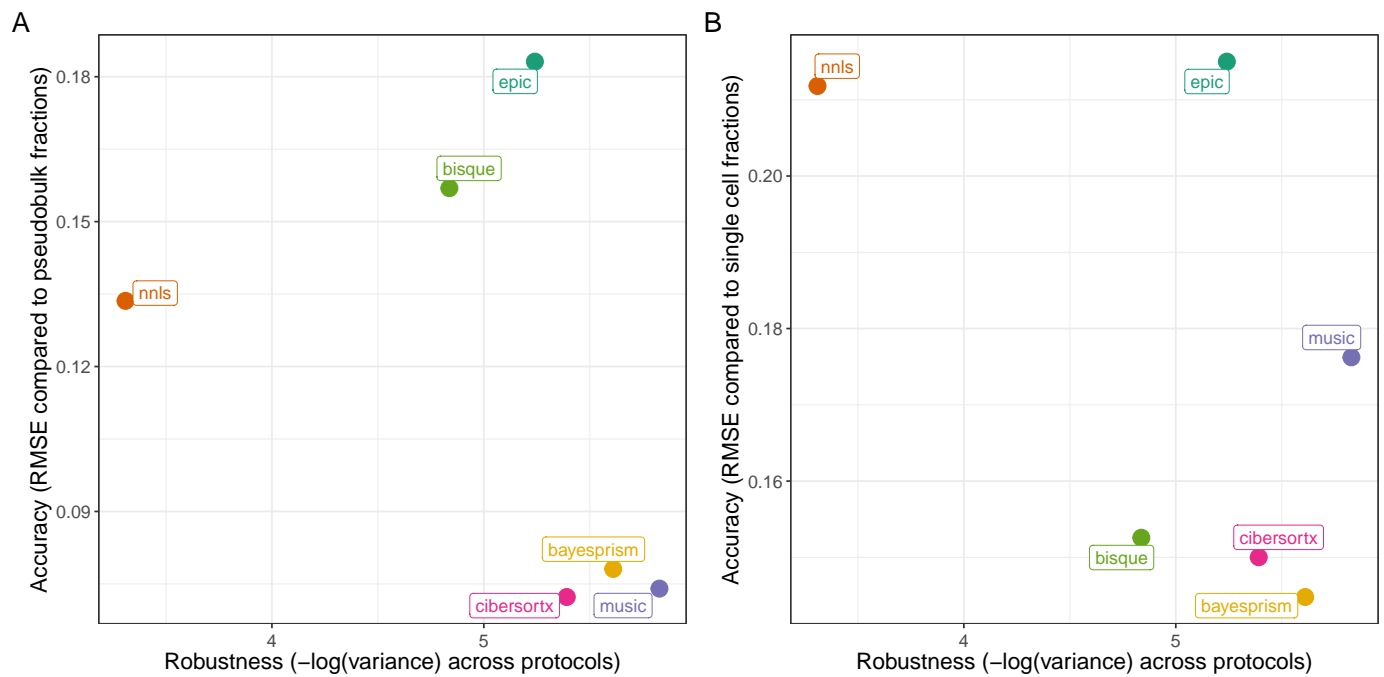 A
Accuracy (RMSE compared to pseudobulk fractions)
0.18
0.15
0.12
0.09
epic
bisque
nnls
bayesprism
cibersortx
music
4
5
Robustness (−log(variance) across protocols)
B
Accuracy (RMSE compared to single cell fractions)
0.20
0.18
0.16
nnls
epic
music
cibersortx
bisque
bayesprism
4
5
Robustness (−log(variance) across protocols)